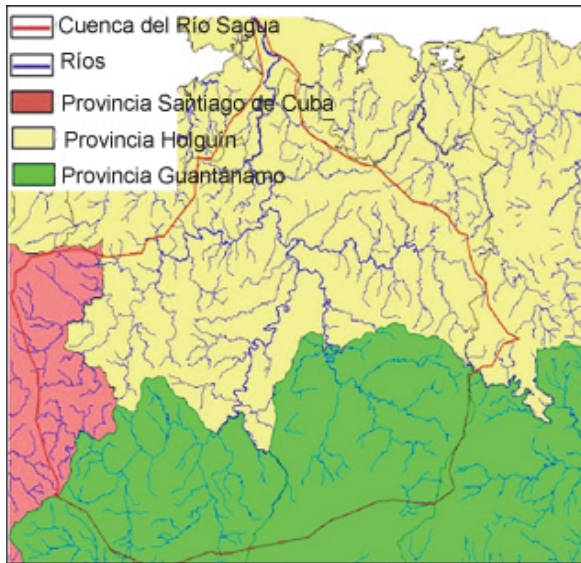 Cuenca del Río Sagua
Ríos
Provincia Santiago de Cuba
Provincia Holguín
Provincia Guantánamo